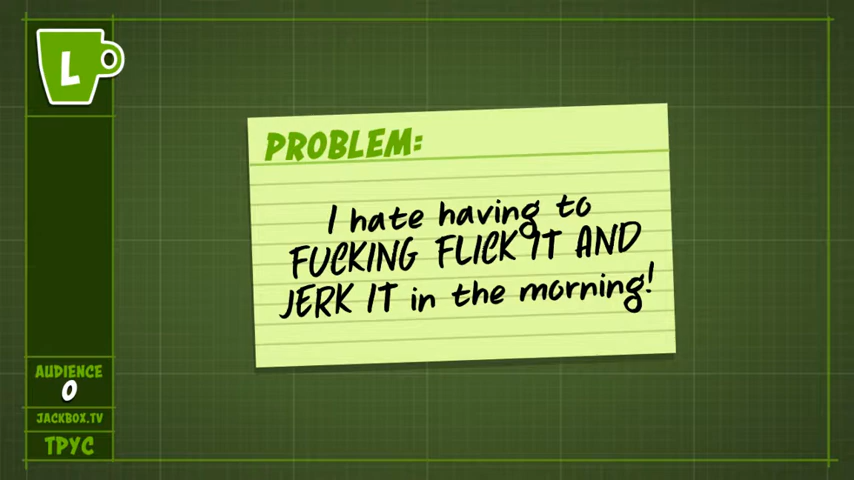 L
PROBLEM:
I hate having to
FUCKING FLICK IT AND
JERK IT in the morning!
AUDIENCE
0
JACKBOX.TV
TPYC